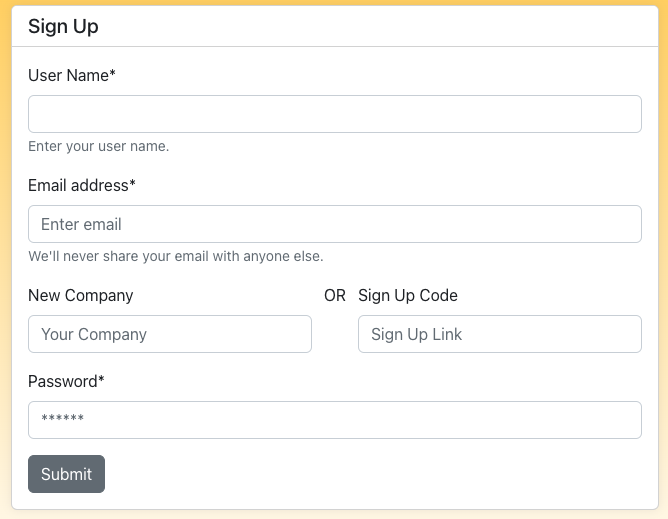 Sign Up
User Name*
Enter your user name.
Email address*
Enter email
We'll never share your email with anyone else.
New Company OR Sign Up Code
Your Company Sign Up Link
Password*
******
Submit